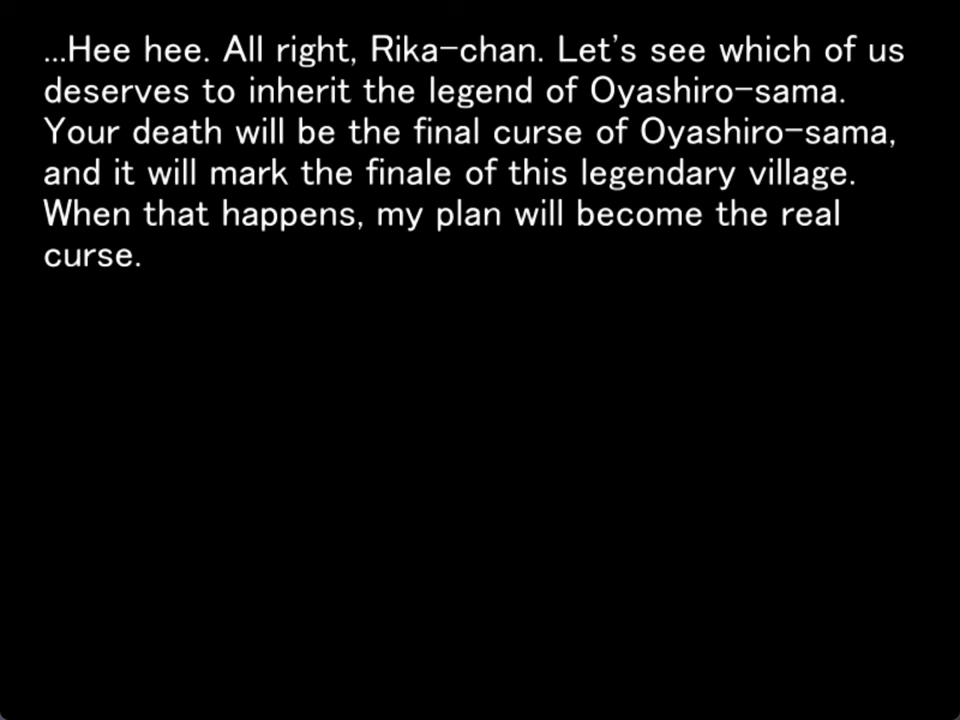 ...Hee hee. All right, Rika-chan. Let's see which of us
deserves to inherit the legend of Oyashiro-sama.
Your death will be the final curse of Oyashiro-sama,
and it will mark the finale of this legendary village.
When that happens, my plan will become the real
curse.